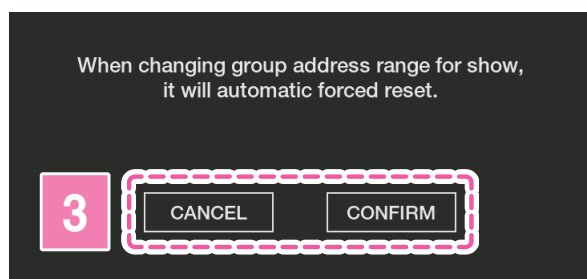 When changing group address range for show,
it will automatic forced reset.
3
CANCEL
CONFIRM